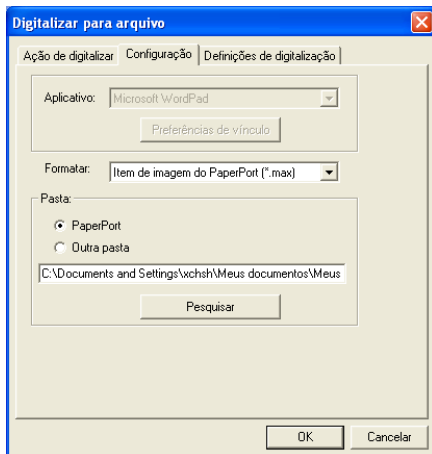 Digitalizar para arquivo
Ação de digitalizar Configuração Definições de digitalização
Aplicativo: Microsoft WordPad
Preferências de vínculo
Formatar: Item de imagem do PaperPort (*.max)
Pasta:
PaperPort
Outra pasta
C:\Documents and Settings\xchsh\Meus documentos\Meus
Pesquisar
OK Cancelar